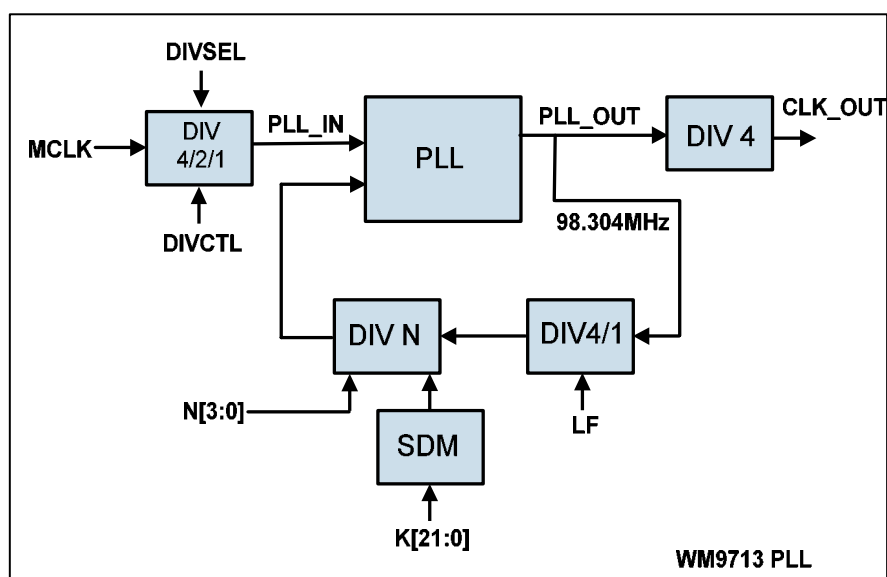 DIVSEL
MCLK
DIV
4/2/1
PLL_IN
DIVCTL
PLL
PLL_OUT
DIV 4
CLK_OUT
98.304MHz
DIV N
DIV4/1
N[3:0]
LF
SDM
K[21:0]
WM9713 PLL